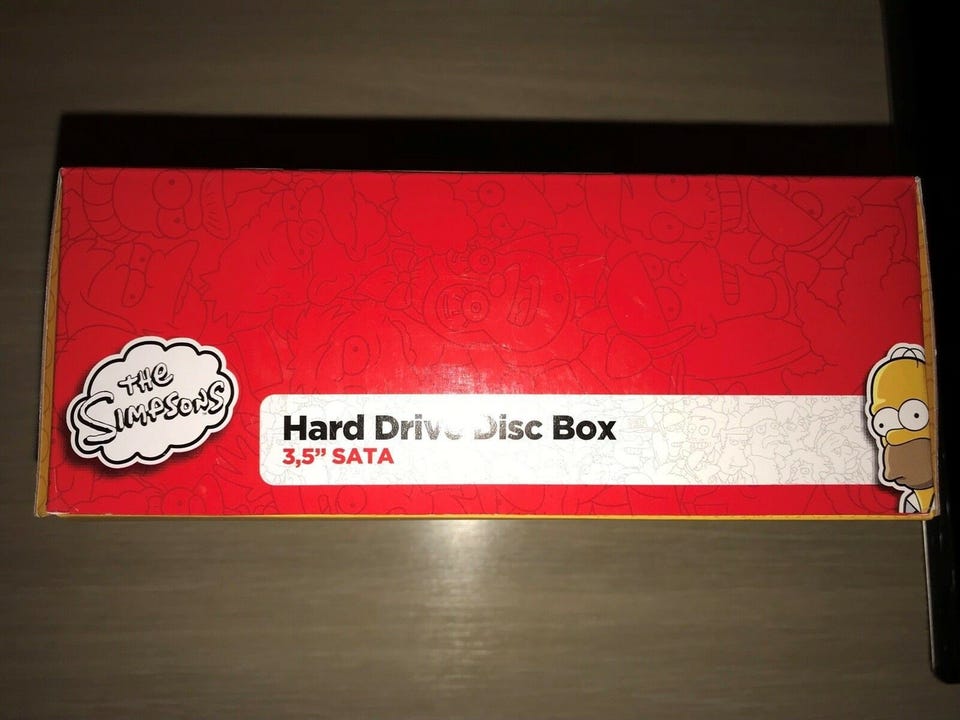 THE
SIMPSONS
Hard Drive Disc Box
3,5” SATA